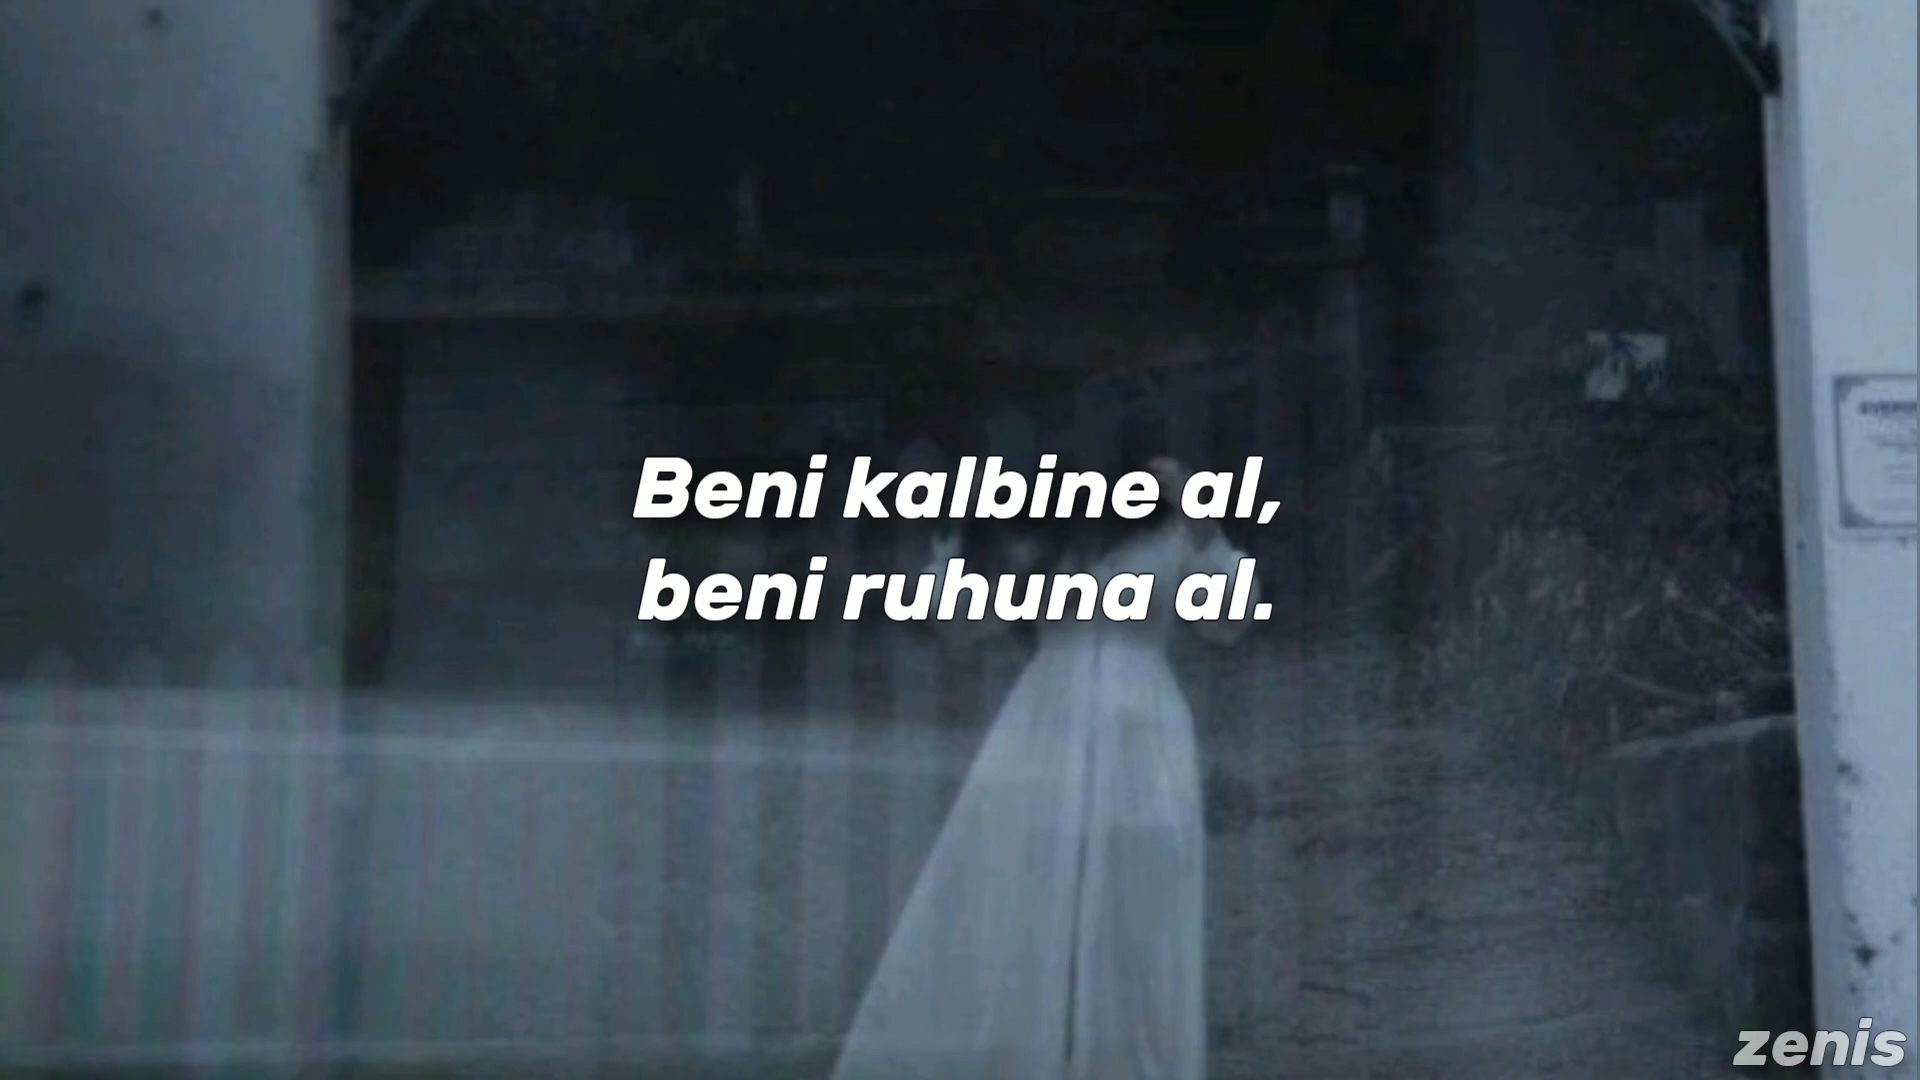 Beni kalbine al,
beni ruhuna al.
zenis